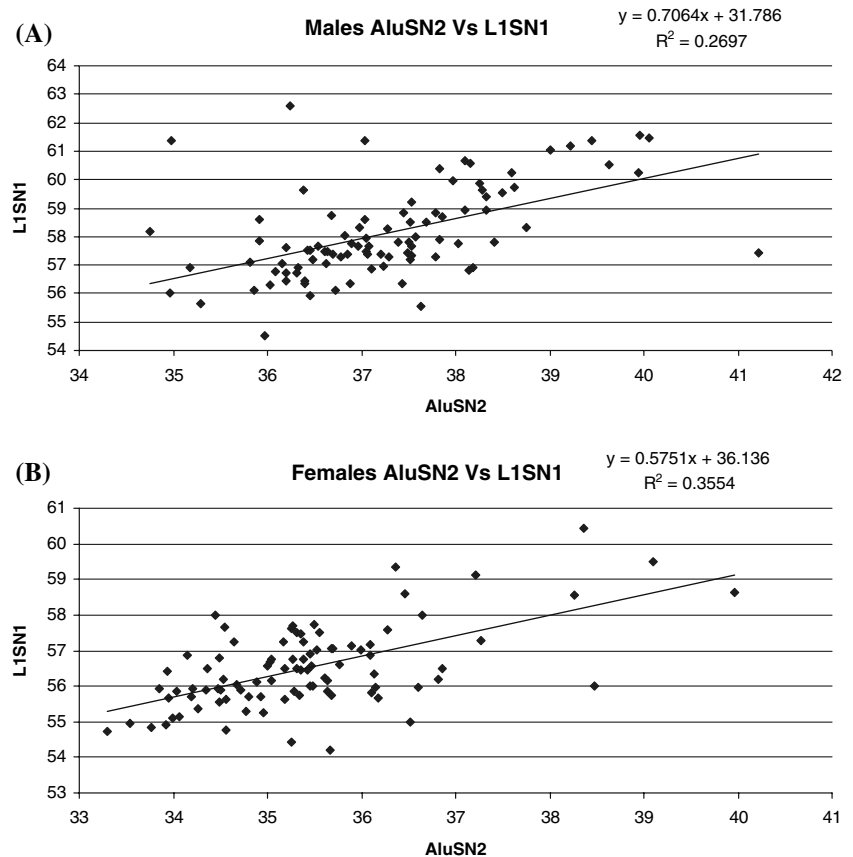 (A)
Males AluSN2 Vs L1SN1
y = 0.7064x + 31.786
R² = 0.2697
64
63
62
61
60
59
58
57
56
55
54
L1SN1
34 35 36 37 38 39 40 41 42
AluSN2
(B)
Females AluSN2 Vs L1SN1
y = 0.5751x + 36.136
R² = 0.3554
61
60
59
58
57
56
55
54
53
L1SN1
33 34 35 36 37 38 39 40 41
AluSN2